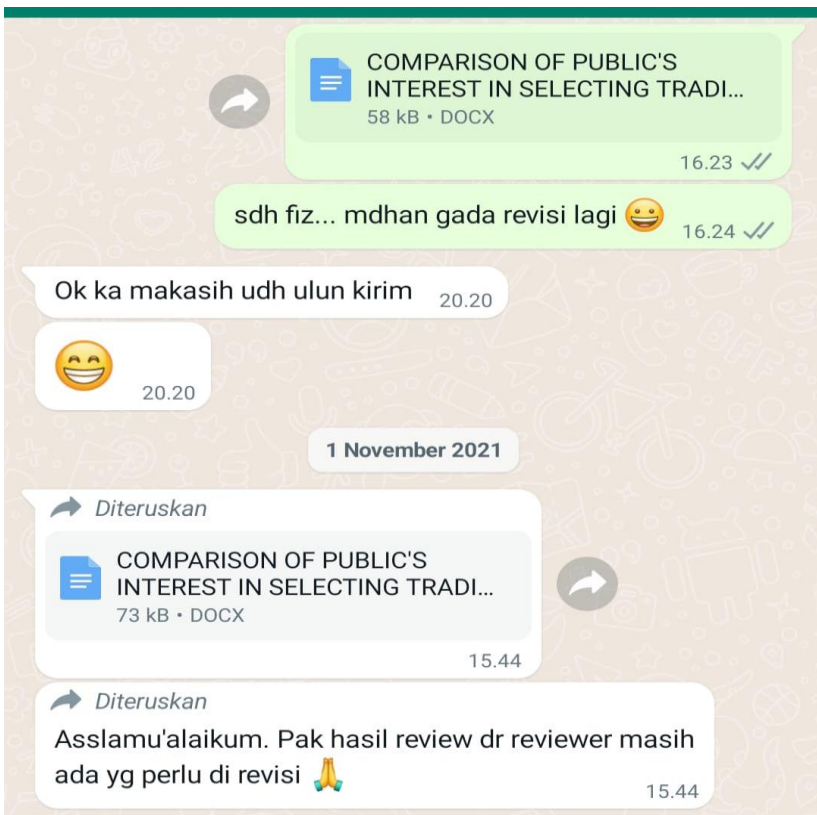 COMPARISON OF PUBLIC'S
INTEREST IN SELECTING TRADI...
58 kB • DOCX
16.23
sdh fiz... mdhan gada revisi lagi 😀
16.24
Ok ka makasih udh ulun kirim
20.20
😁
20.20
1 November 2021
Diteruskan
COMPARISON OF PUBLIC'S
INTEREST IN SELECTING TRADI...
73 kB • DOCX
15.44
Diteruskan
Asslamu'alaikum. Pak hasil review dr reviewer masih
ada yg perlu di revisi 🙏
15.44